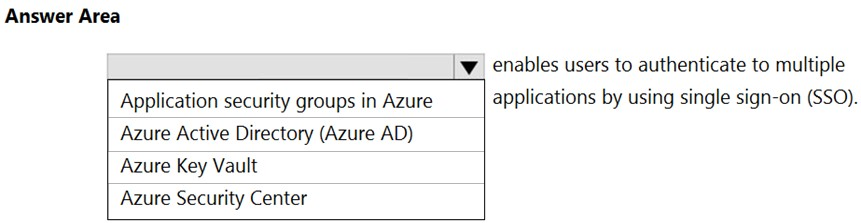 Answer Area
enables users to authenticate to multiple
applications by using single sign-on (SSO).
Application security groups in Azure
Azure Active Directory (Azure AD)
Azure Key Vault
Azure Security Center